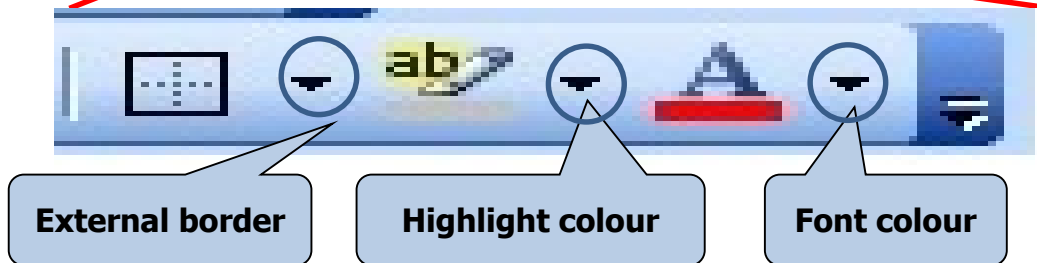 ab
A
External border
Highlight colour
Font colour